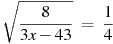 √(8/(3x − 43)) = 1/4